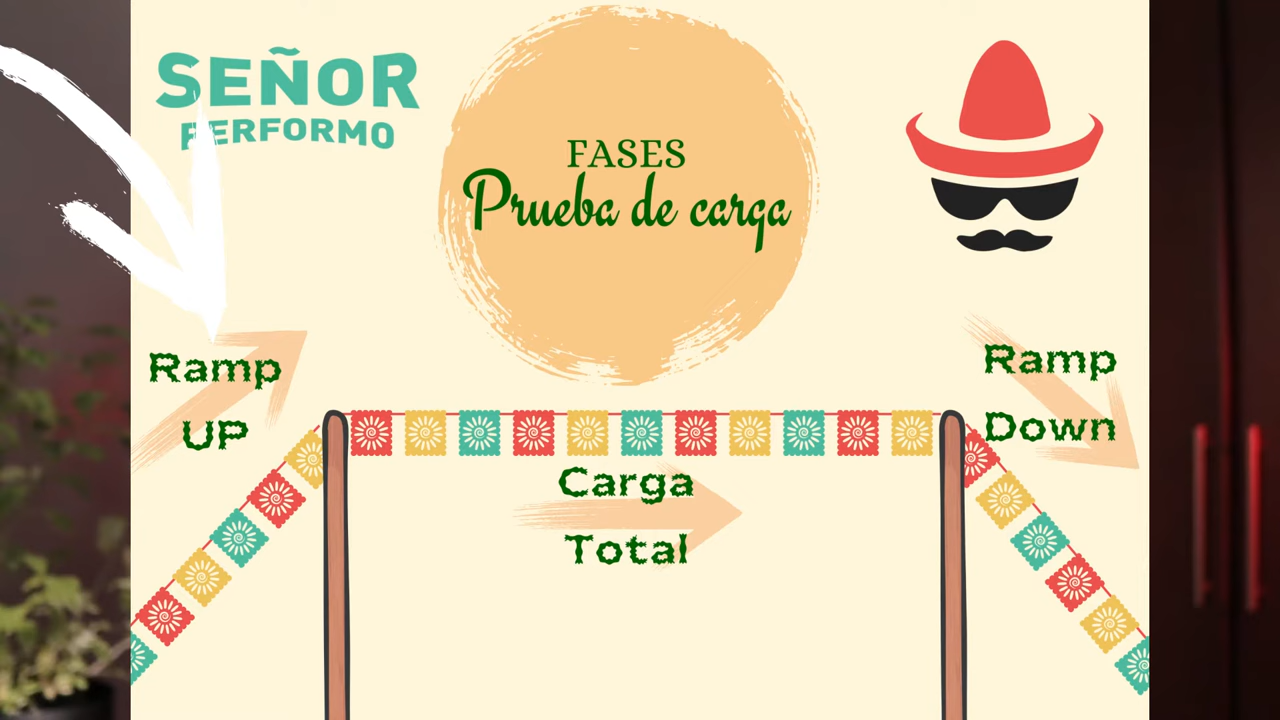 SEÑOR
PERFORMO
FASES
Prueba de carga
Ramp
UP
Carga
Total
Ramp
Down